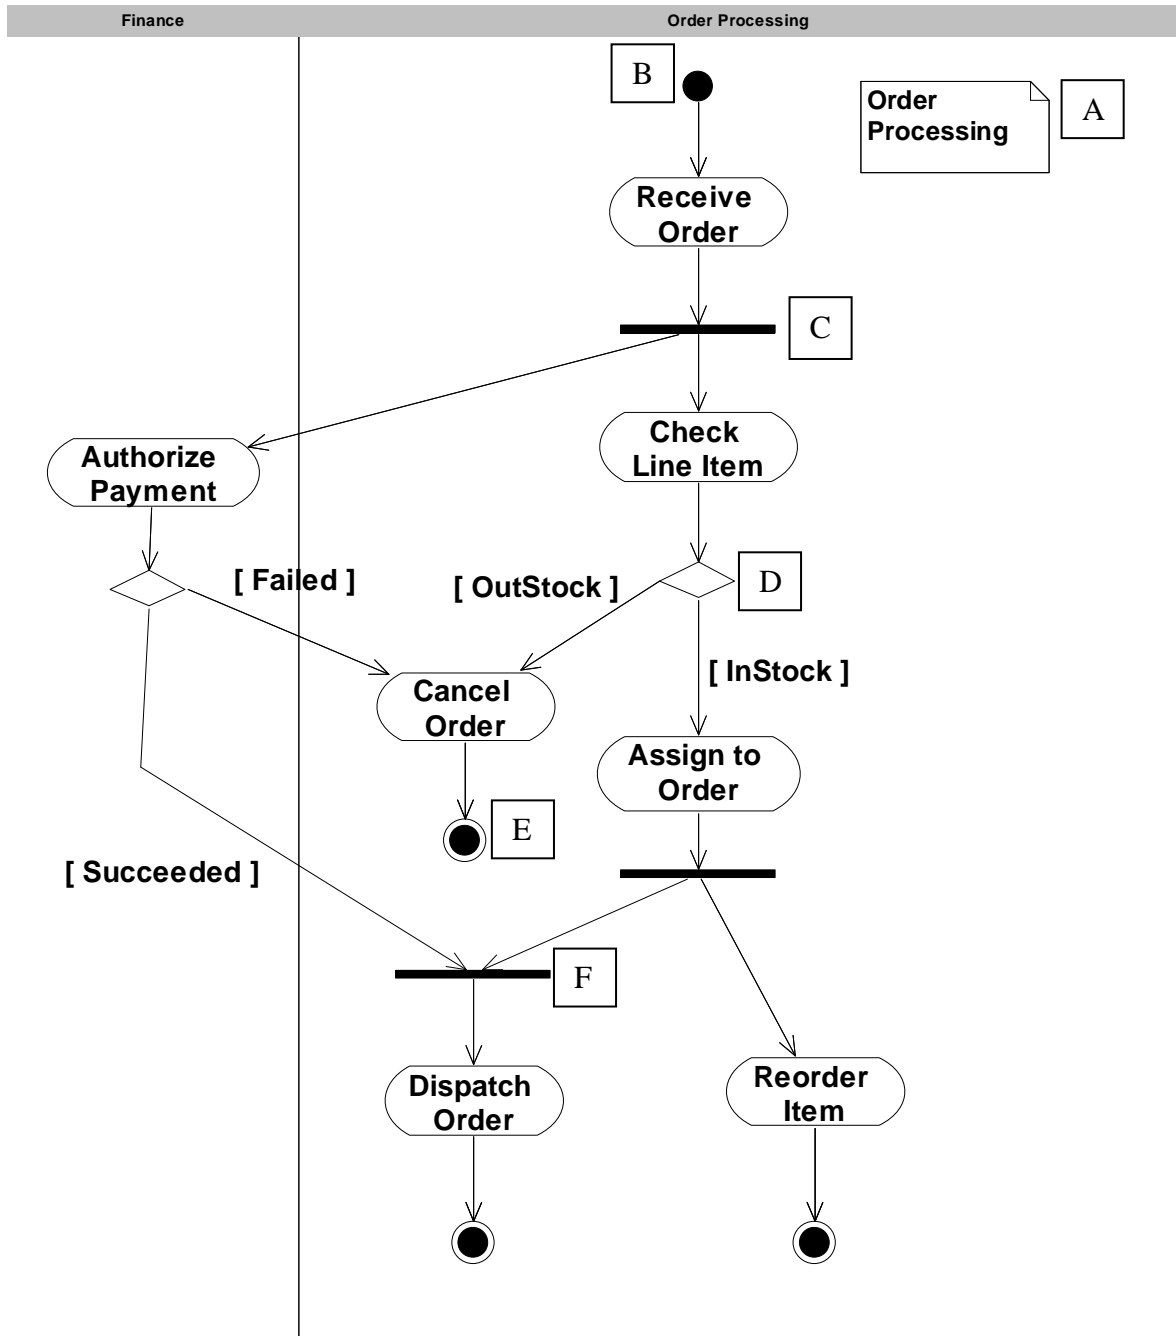 Finance
Order Processing
B
Order
Processing
A
Receive
Order
C
Check
Line Item
Authorize
Payment
[ Failed ]
[ OutStock ]
D
[ InStock ]
Cancel
Order
Assign to
Order
E
[ Succeeded ]
F
Dispatch
Order
Reorder
Item